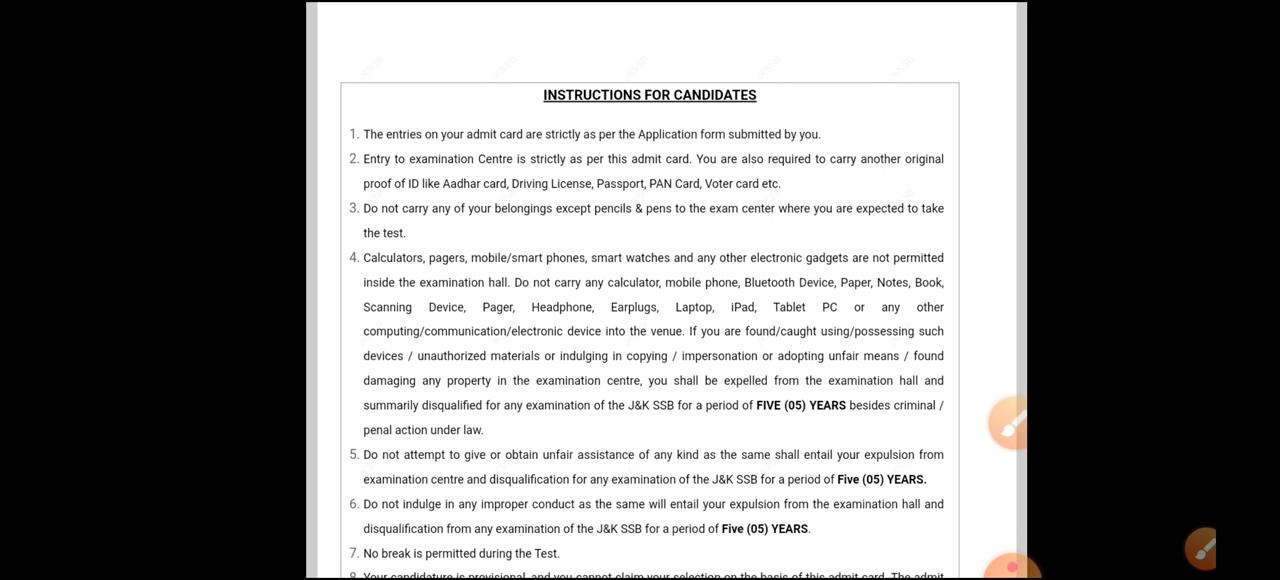 INSTRUCTIONS FOR CANDIDATES
1. The entries on your admit card are strictly as per the Application form submitted by you.
2. Entry to examination Centre is strictly as per this admit card. You are also required to carry another original
proof of ID like Aadhar card, Driving License, Passport, PAN Card, Voter card etc.
3. Do not carry any of your belongings except pencils & pens to the exam center where you are expected to take
the test.
4. Calculators, pagers, mobile/smart phones, smart watches and any other electronic gadgets are not permitted
inside the examination hall. Do not carry any calculator, mobile phone, Bluetooth Device, Paper, Notes, Book,
Scanning Device, Pager, Headphone, Earplugs, Laptop, iPad, Tablet PC or any other
computing/communication/electronic device into the venue. If you are found/caught using/possessing such
devices / unauthorized materials or indulging in copying / impersonation or adopting unfair means / found
damaging any property in the examination centre, you shall be expelled from the examination hall and
summarily disqualified for any examination of the J&K SSB for a period of FIVE (05) YEARS besides criminal /
penal action under law.
5. Do not attempt to give or obtain unfair assistance of any kind as the same shall entail your expulsion from
examination centre and disqualification for any examination of the J&K SSB for a period of Five (05) YEARS.
6. Do not indulge in any improper conduct as the same will entail your expulsion from the examination hall and
disqualification from any examination of the J&K SSB for a period of Five (05) YEARS.
7. No break is permitted during the Test.
8. Your candidature is provisional, and you cannot claim your selection on the basis of this admit card. The admit